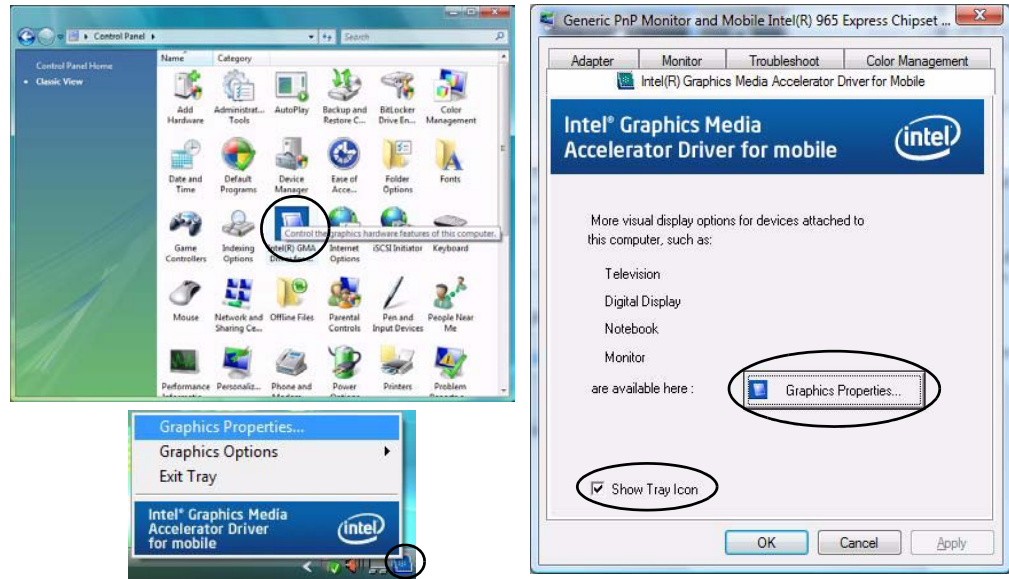 Control Panel
Search
Control Panel Home
Classic View
Name Category
Add Hardware
Administrat... Tools
AutoPlay
Backup and Restore C...
BitLocker Drive En...
Color Management
Date and Time
Default Programs
Device Manager
Ease of Acce...
Folder Options
Fonts
Game Controllers
Indexing Options
Intel(R) GMA Driver for...
Internet Options
iSCSI Initiator
Keyboard
Control the graphics hardware features of this computer.
Mouse
Network and Sharing Ce...
Offline Files
Parental Controls
Pen and Input Devices
People Near Me
Performance
Personaliz...
Phone and
Power
Printers
Problem
Graphics Properties...
Graphics Options
Exit Tray
Intel® Graphics Media
Accelerator Driver
for mobile
intel
Generic PnP Monitor and Mobile Intel(R) 965 Express Chipset ...
Adapter Monitor Troubleshoot Color Management
Intel(R) Graphics Media Accelerator Driver for Mobile
Intel® Graphics Media
Accelerator Driver for mobile
intel
More visual display options for devices attached to
this computer, such as:
Television
Digital Display
Notebook
Monitor
are available here :
Graphics Properties...
Show Tray Icon
OK Cancel Apply